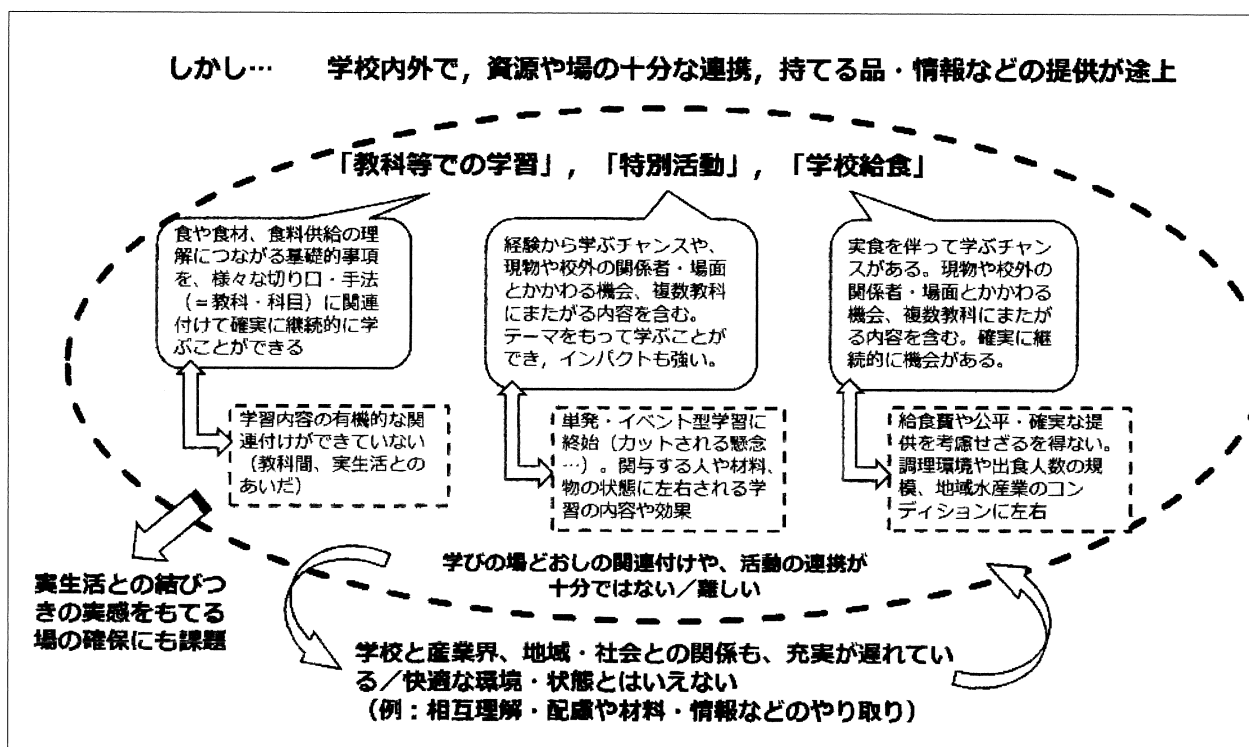 しかし… 学校内外で，資源や場の十分な連携，持てる品・情報などの提供が途上
「教科等での学習」，「特別活動」，「学校給食」
食や食材、食料供給の理
解につながる基礎的事項
を、様々な切り口・手法
（＝教科・科目）に関連
付けて確実に継続的に学
ぶことができる
経験から学ぶチャンスや、
現物や校外の関係者・場面
とかかわる機会、複数教科
にまたがる内容を含む。
テーマをもって学ぶことが
でき，インパクトも強い。
実食を伴って学ぶチャン
スがある。現物や校外の
関係者・場面とかかわる
機会、複数教科にまたが
る内容を含む。確実に継
続的に機会がある。
学習内容の有機的な関
連付けができていない
（教科間、実生活との
あいだ）
単発・イベント型学習に
終始（カットされる懸念
…）。関与する人や材料、
物の状態に左右される学
習の内容や効果
給食費や公平・確実な提
供を考慮せざるを得ない。
調理環境や出食人数の規
模、地域水産業のコン
ディションに左右
実生活との結びつ
きの実感をもてる
場の確保にも課題
学びの場どおしの関連付けや、活動の連携が
十分ではない／難しい
学校と産業界、地域・社会との関係も、充実が遅れてい
る／快適な環境・状態とはいえない
（例：相互理解・配慮や材料・情報などのやり取り）